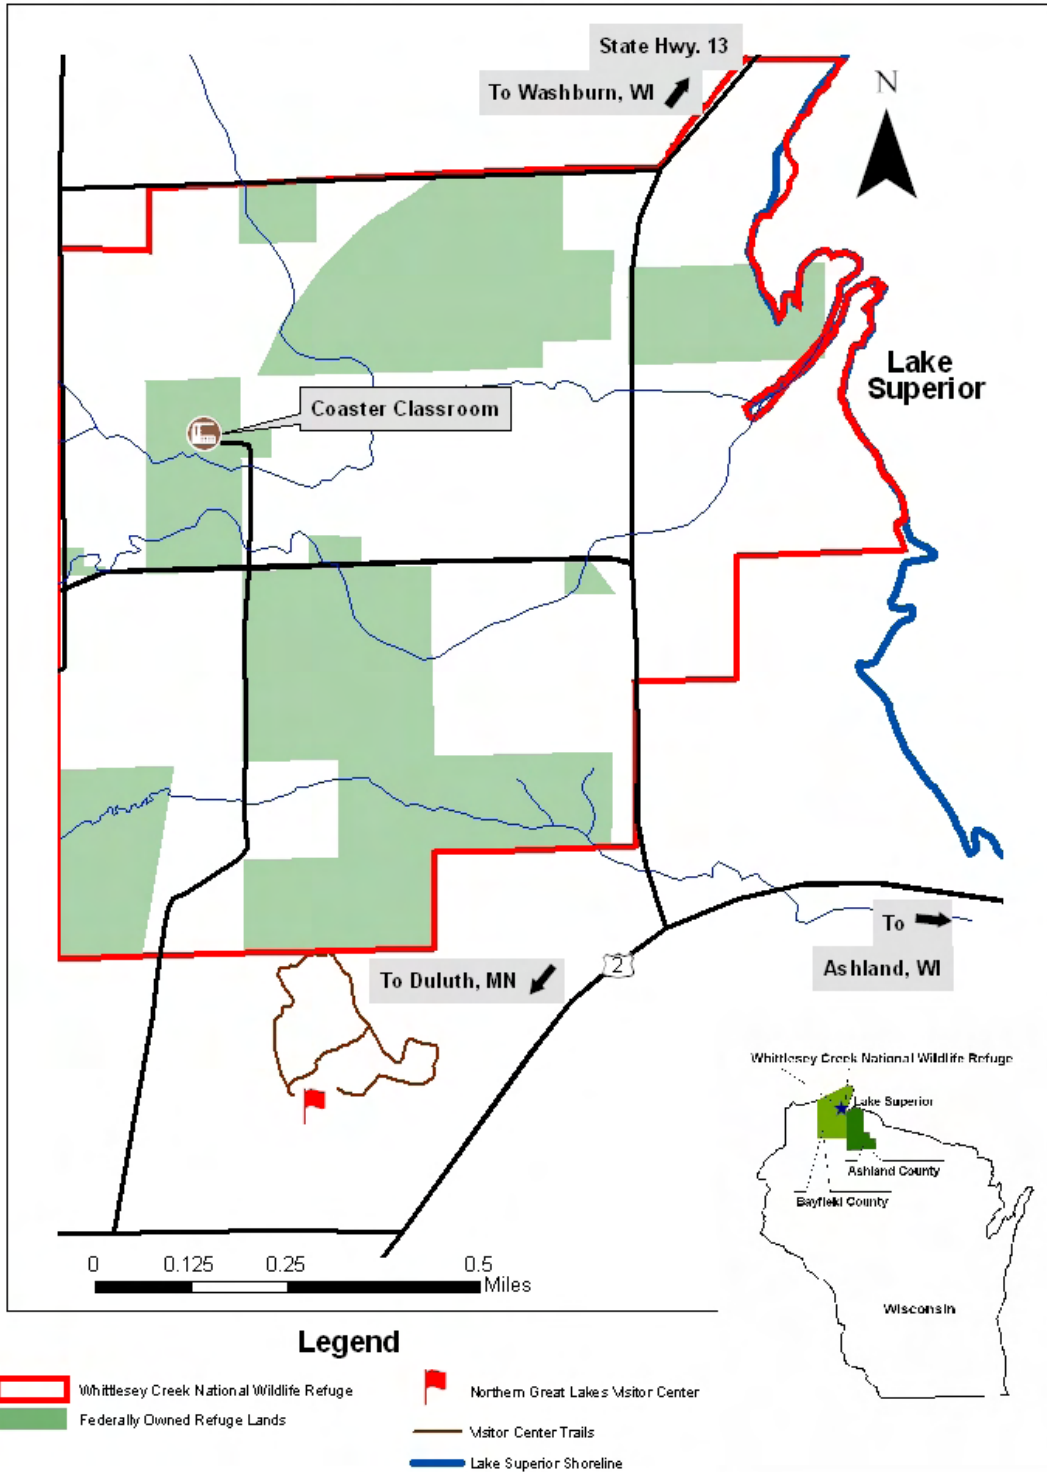 State Hwy. 13
To Washburn, WI
N
Lake
Superior
Coaster Classroom
To
Ashland, WI
To Duluth, MN
2
Whittlesey Creek National Wildlife Refuge
Lake Superior
Ashland County
Bayfield County
Wisconsin
0 0.125 0.25 0.5
Miles
Legend
Whittlesey Creek National Wildlife Refuge
Federally Owned Refuge Lands
Northern Great Lakes Visitor Center
Visitor Center Trails
Lake Superior Shoreline